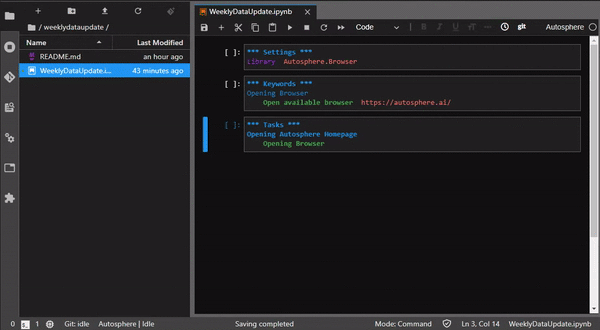 WeeklyDataUpdate.ipynb
/ weeklydataupdate /
Code
git
Autosphere
Name
Last Modified
README.md
an hour ago
WeeklyDataUpdate.i...
43 minutes ago
[ ]:
*** Settings ***
Library Autosphere.Browser
[ ]:
*** Keywords ***
Opening Browser
Open available browser https://autosphere.ai/
[ ]:
*** Tasks ***
Opening Autosphere Homepage
Opening Browser
0
1
Git: idle
Autosphere | Idle
Saving completed
Mode: Command
Ln 3, Col 14
WeeklyDataUpdate.ipynb